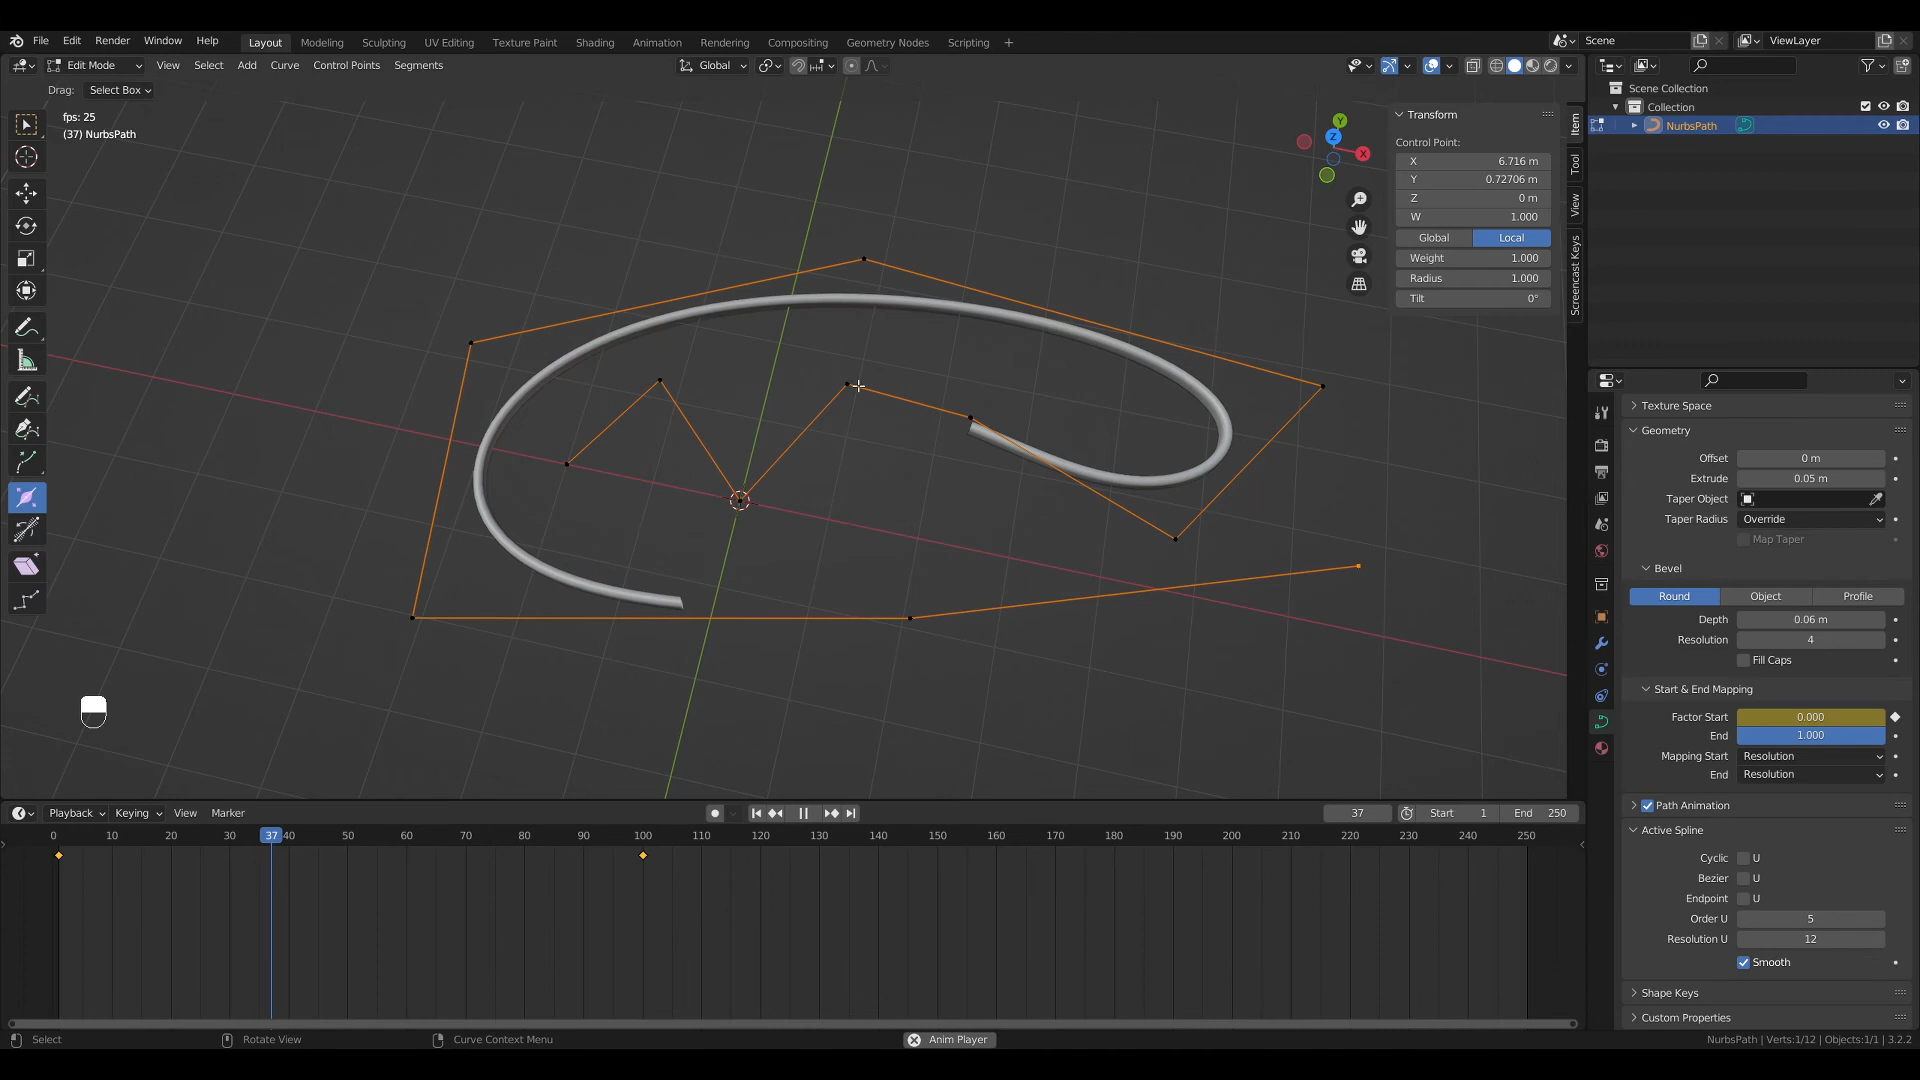 File Edit Render Window Help Layout Modeling Sculpting UV Editing Texture Paint Shading Animation Rendering Compositing Geometry Nodes Scripting + Scene ViewLayer
Edit Mode View Select Add Curve Control Points Segments Global
Drag: Select Box
fps: 25
(37) NurbsPath
Y
Z
X
Transform
Control Point:
X 6.716 m
Y 0.72706 m
Z 0 m
W 1.000
Global Local
Weight 1.000
Radius 1.000
Tilt 0°
Item
Tool
View
Screencast Keys
Scene Collection
Collection
NurbsPath
Texture Space
Geometry
Offset 0 m
Extrude 0.05 m
Taper Object
Taper Radius Override
Map Taper
Bevel
Round Object Profile
Depth 0.06 m
Resolution 4
Fill Caps
Start & End Mapping
Factor Start 0.000
End 1.000
Mapping Start Resolution
End Resolution
Path Animation
Active Spline
Cyclic U
Bezier U
Endpoint U
Order U 5
Resolution U 12
Smooth
Shape Keys
Custom Properties
Playback Keying View Marker 37 Start 1 End 250
0 10 20 30 37 40 50 60 70 80 90 100 110 120 130 140 150 160 170 180 190 200 210 220 230 240 250
Select Rotate View Curve Context Menu Anim Player NurbsPath | Verts:1/12 | Objects:1/1 | 3.2.2